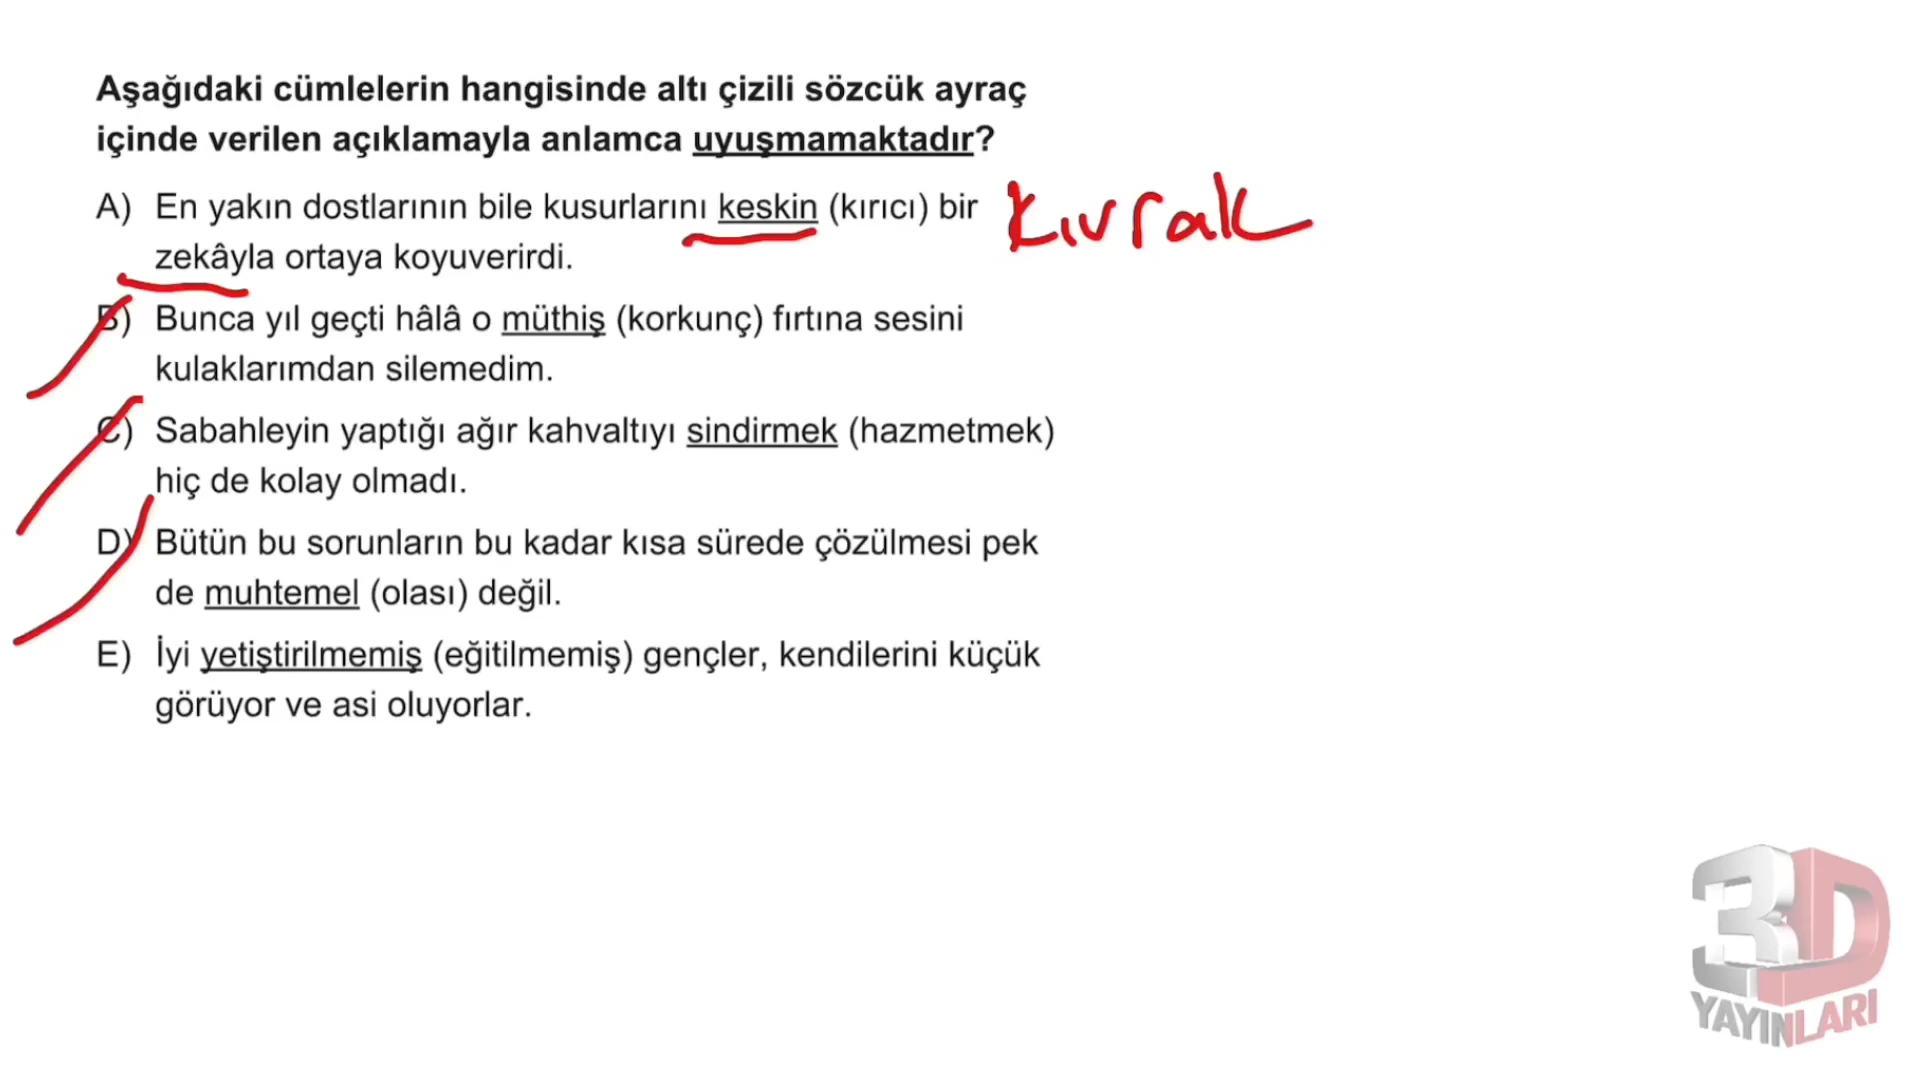 Aşağıdaki cümlelerin hangisinde altı çizili sözcük ayraç
içinde verilen açıklamayla anlamca uyuşmamaktadır?
A) En yakın dostlarının bile kusurlarını keskin (kırıcı) bir
kıvrak
zekâyla ortaya koyuverirdi.
B) Bunca yıl geçti hâlâ o müthiş (korkunç) fırtına sesini
kulaklarımdan silemedim.
C) Sabahleyin yaptığı ağır kahvaltıyı sindirmek (hazmetmek)
hiç de kolay olmadı.
D) Bütün bu sorunların bu kadar kısa sürede çözülmesi pek
de muhtemel (olası) değil.
E) İyi yetiştirilmemiş (eğitilmemiş) gençler, kendilerini küçük
görüyor ve asi oluyorlar.
3D
YAYINLARI